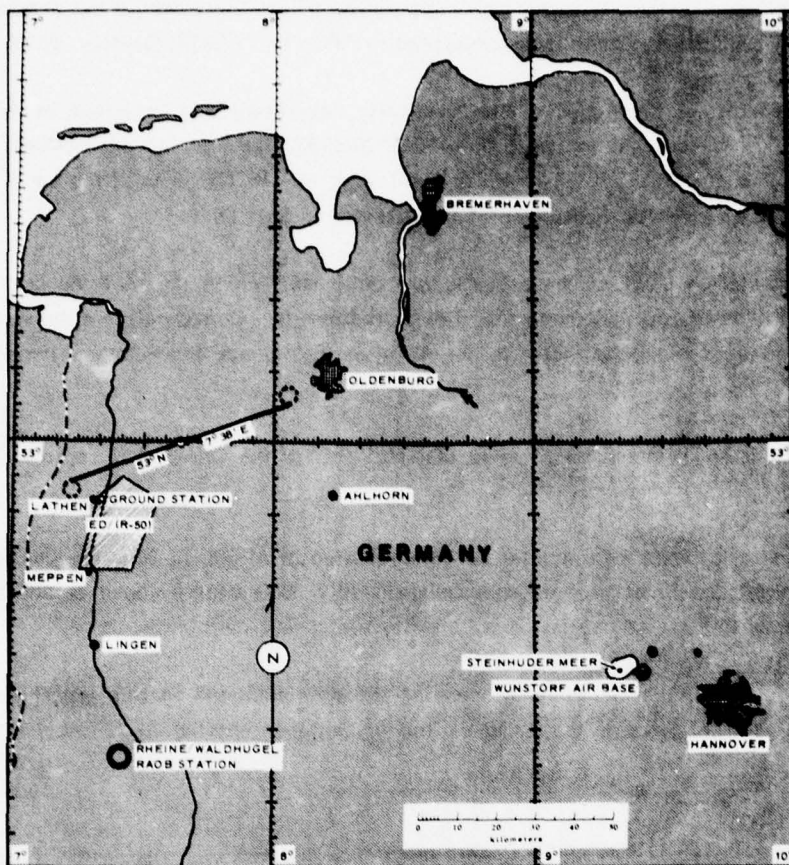 7°
8°
9°
10°
BREMERHAVEN
OLDENBURG
53°
53°N 7° 38' E
53°
LATHEN
GROUND STATION
AHLHORN
ED (R-50)
GERMANY
MEPPEN
LINGEN
N
STEINHUDER MEER
WUNSTORF AIR BASE
RHEINE/WALDHUGEL
RAOB STATION
HANNOVER
0 10 20 30 40 50
kilometers
7°
8°
9°
10°